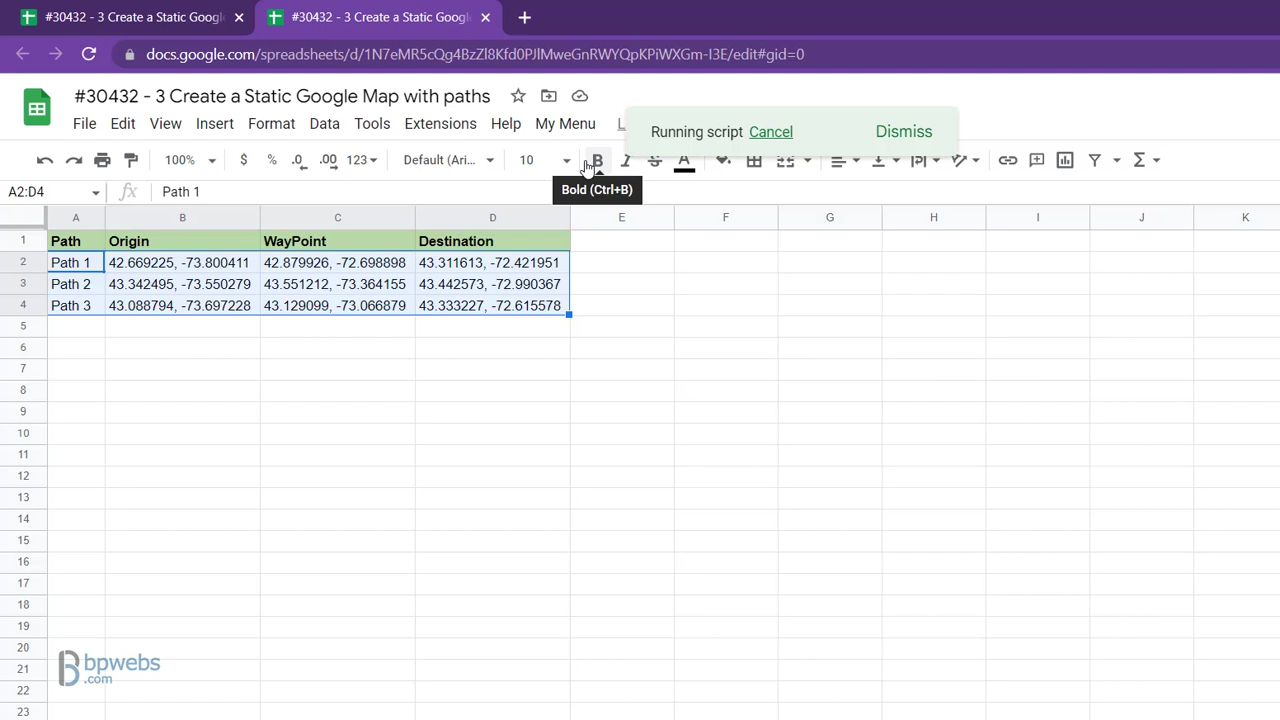 #30432 - 3 Create a Static Googl
#30432 - 3 Create a Static Googl
docs.google.com/spreadsheets/d/1N7eMR5cQg4BzZl8Kfd0PJlMweGnRWYQpKPiWXGm-I3E/edit#gid=0
#30432 - 3 Create a Static Google Map with paths
File Edit View Insert Format Data Tools Extensions Help My Menu
Running script Cancel Dismiss
100% $ % .0 .00 123 Default (Ari... 10 B I S A
Bold (Ctrl+B)
A2:D4 fx Path 1
A B C D E F G H I J K
1 Path Origin WayPoint Destination
2 Path 1 42.669225, -73.800411 42.879926, -72.698898 43.311613, -72.421951
3 Path 2 43.342495, -73.550279 43.551212, -73.364155 43.442573, -72.990367
4 Path 3 43.088794, -73.697228 43.129099, -73.066879 43.333227, -72.615578
5
6
7
8
9
10
11
12
13
14
15
16
17
18
19
20
21
22
23
bpwebs
.com